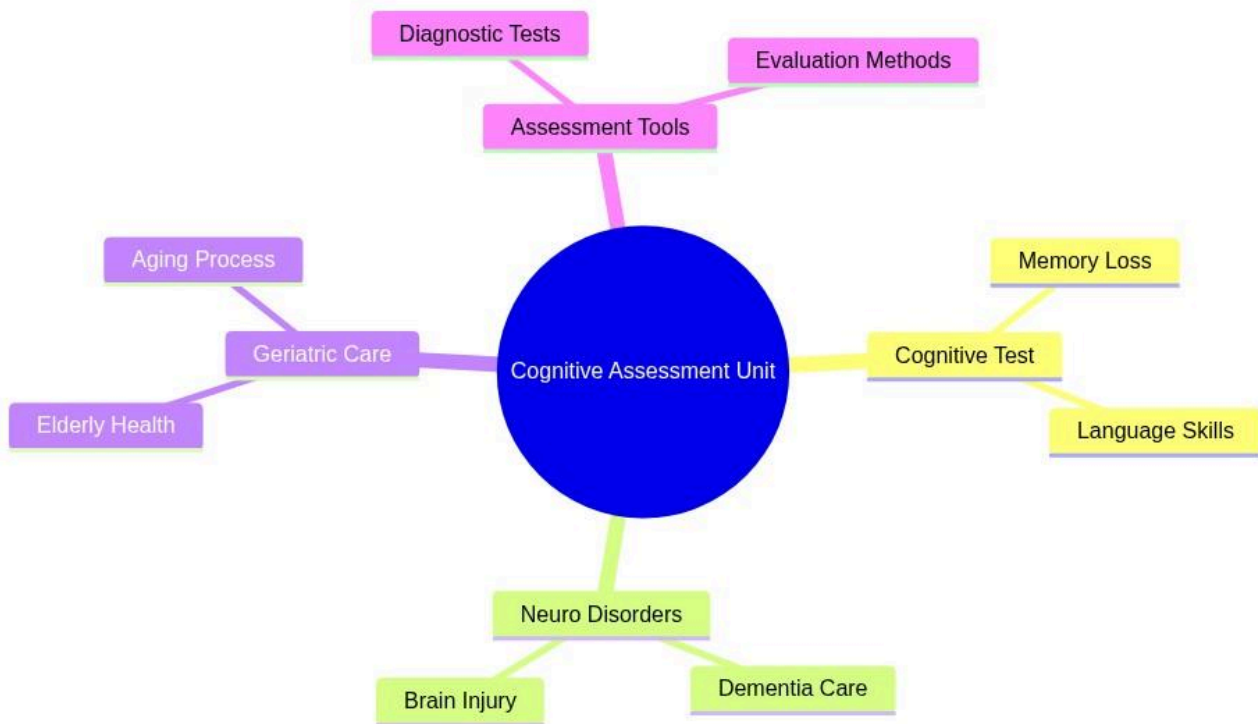 Diagnostic Tests
Evaluation Methods
Assessment Tools
Aging Process
Memory Loss
Geriatric Care
Cognitive Test
Cognitive Assessment Unit
Elderly Health
Language Skills
Neuro Disorders
Brain Injury
Dementia Care